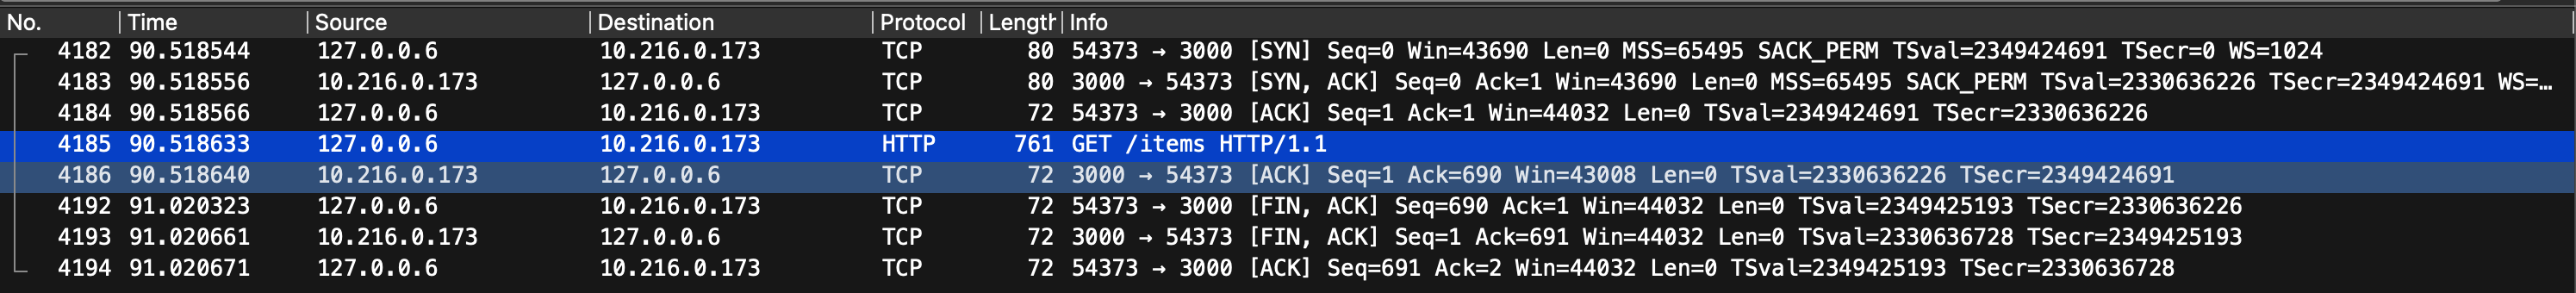 No. Time Source Destination Protocol Length Info
4182 90.518544 127.0.0.6 10.216.0.173 TCP 80 54373 → 3000 [SYN] Seq=0 Win=43690 Len=0 MSS=65495 SACK_PERM TSval=2349424691 TSecr=0 WS=1024
4183 90.518556 10.216.0.173 127.0.0.6 TCP 80 3000 → 54373 [SYN, ACK] Seq=0 Ack=1 Win=43690 Len=0 MSS=65495 SACK_PERM TSval=2330636226 TSecr=2349424691 WS=…
4184 90.518566 127.0.0.6 10.216.0.173 TCP 72 54373 → 3000 [ACK] Seq=1 Ack=1 Win=44032 Len=0 TSval=2349424691 TSecr=2330636226
4185 90.518633 127.0.0.6 10.216.0.173 HTTP 761 GET /items HTTP/1.1
4186 90.518640 10.216.0.173 127.0.0.6 TCP 72 3000 → 54373 [ACK] Seq=1 Ack=690 Win=43008 Len=0 TSval=2330636226 TSecr=2349424691
4192 91.020323 127.0.0.6 10.216.0.173 TCP 72 54373 → 3000 [FIN, ACK] Seq=690 Ack=1 Win=44032 Len=0 TSval=2349425193 TSecr=2330636226
4193 91.020661 10.216.0.173 127.0.0.6 TCP 72 3000 → 54373 [FIN, ACK] Seq=1 Ack=691 Win=44032 Len=0 TSval=2330636728 TSecr=2349425193
4194 91.020671 127.0.0.6 10.216.0.173 TCP 72 54373 → 3000 [ACK] Seq=691 Ack=2 Win=44032 Len=0 TSval=2349425193 TSecr=2330636728